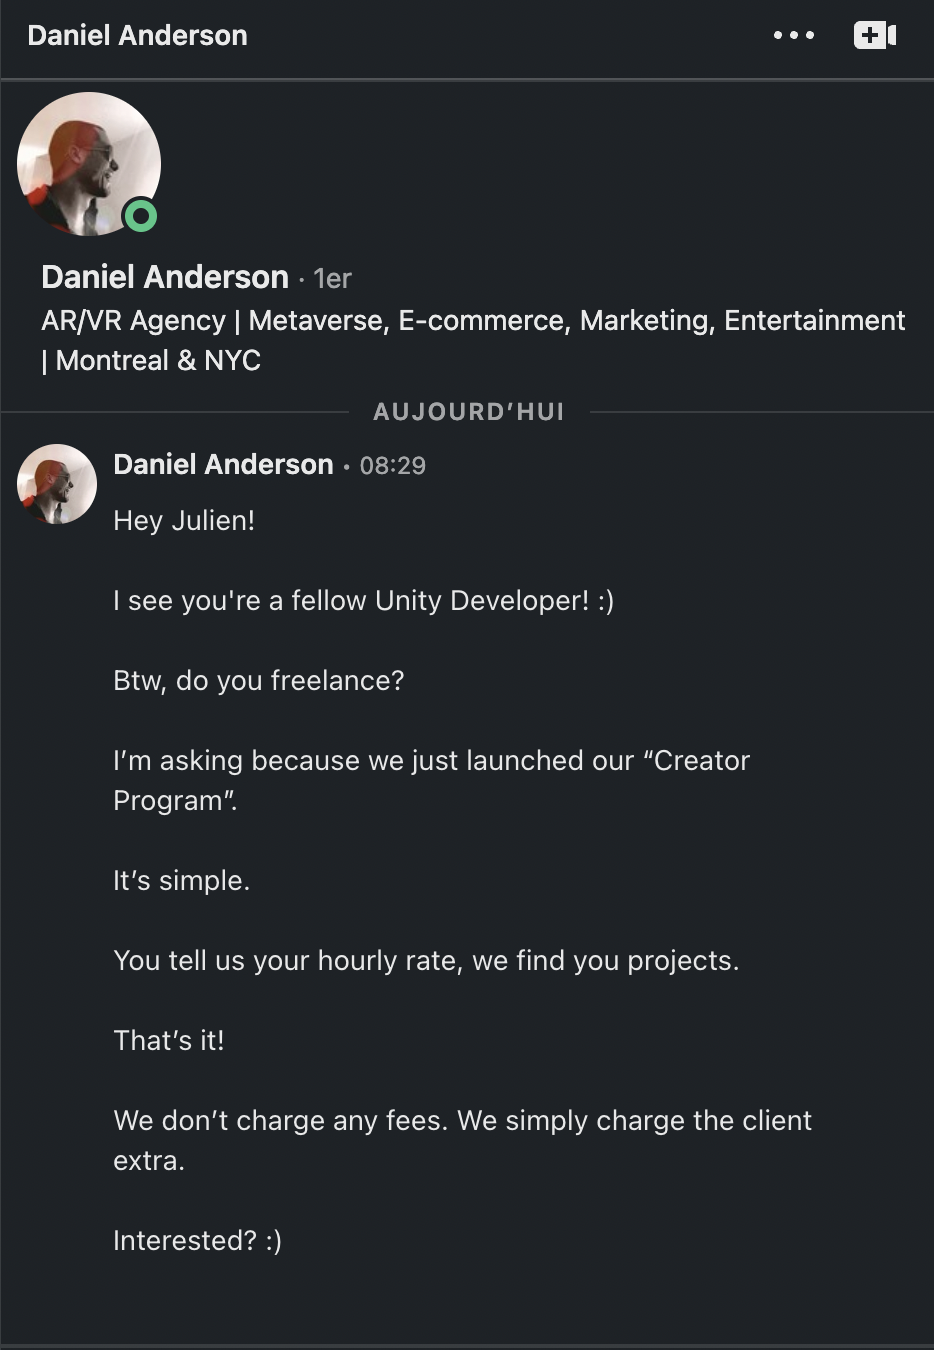 Daniel Anderson
Daniel Anderson · 1er
AR/VR Agency | Metaverse, E-commerce, Marketing, Entertainment
| Montreal & NYC
AUJOURD’HUI
Daniel Anderson • 08:29
Hey Julien!
I see you're a fellow Unity Developer! :)
Btw, do you freelance?
I’m asking because we just launched our “Creator
Program”.
It’s simple.
You tell us your hourly rate, we find you projects.
That’s it!
We don’t charge any fees. We simply charge the client
extra.
Interested? :)